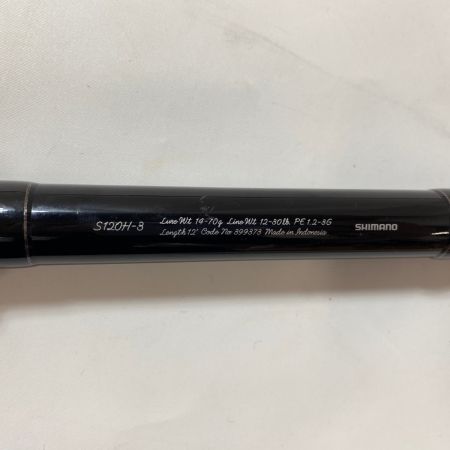 S120H-3
Lure Wt 14-70g Line Wt 12-30lb PE 1.2-3G
Length 12' Code No 399373 Made in Indonesia
SHIMANO